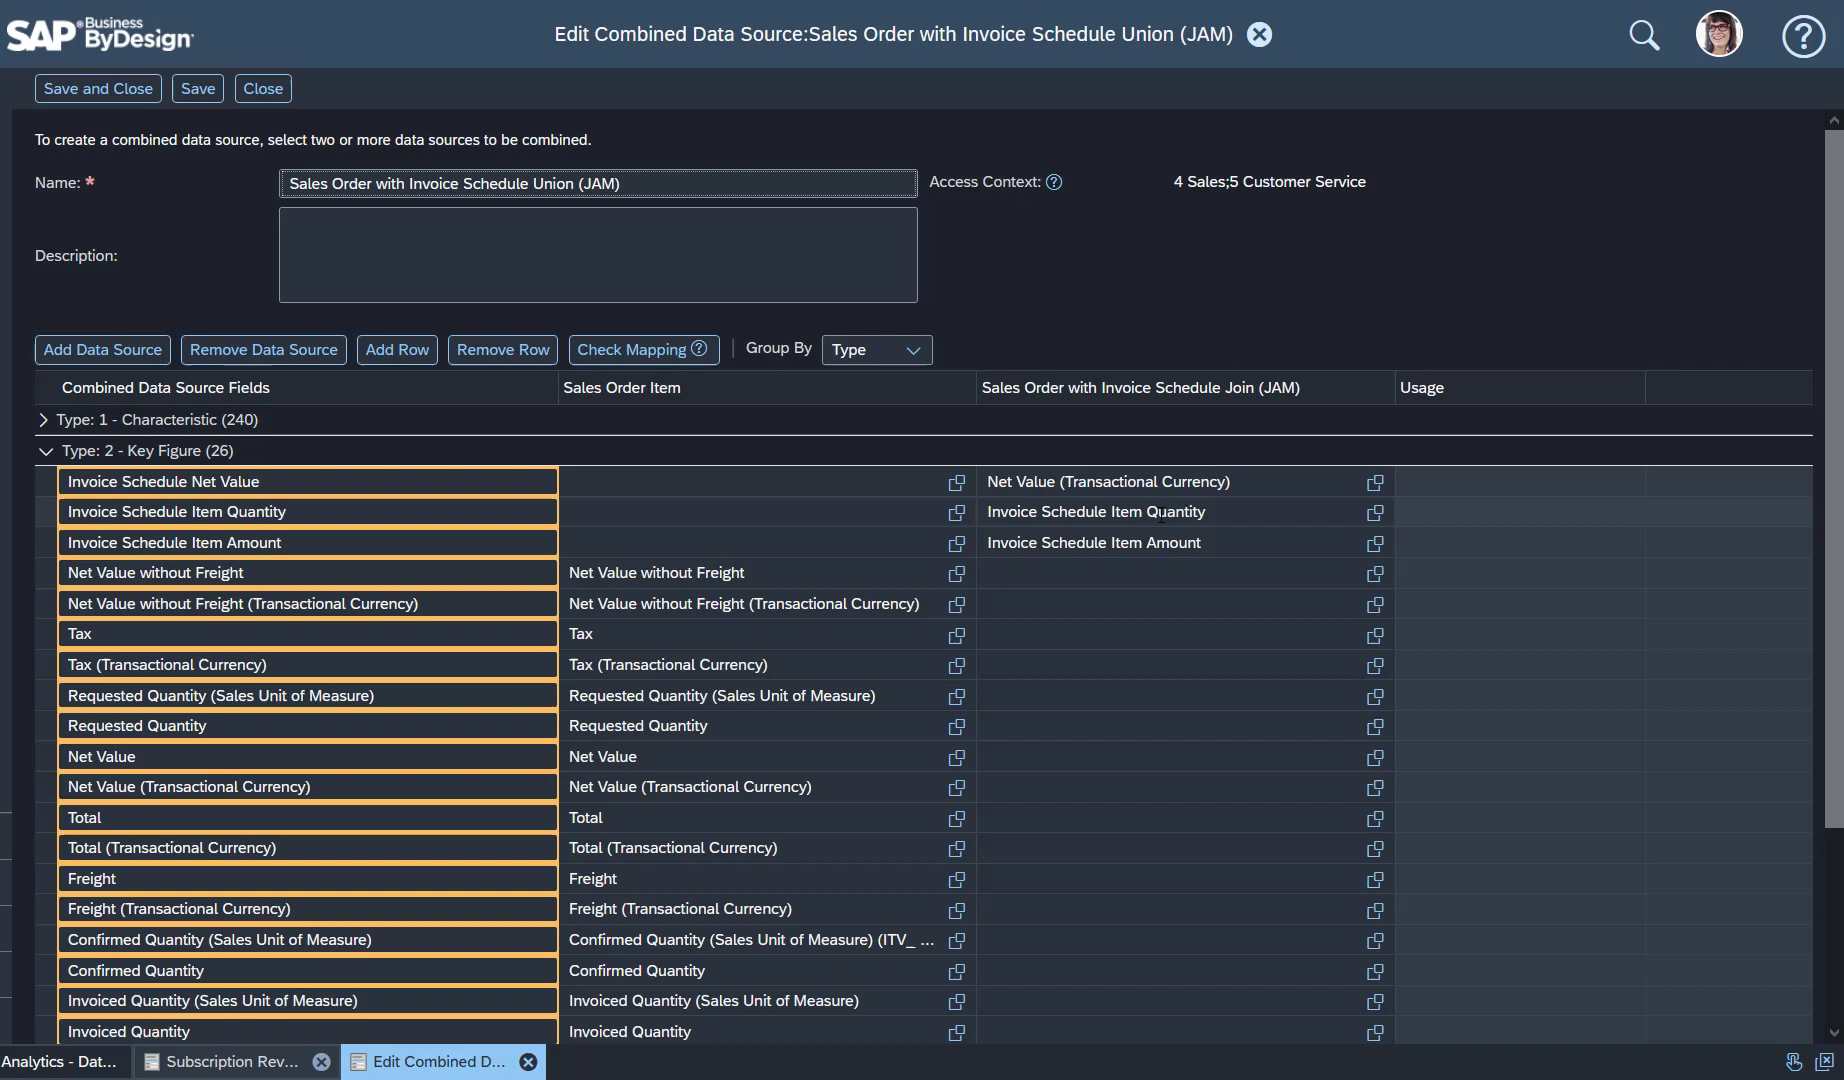 SAP Business ByDesign
Edit Combined Data Source:Sales Order with Invoice Schedule Union (JAM)
Save and Close Save Close
To create a combined data source, select two or more data sources to be combined.
Name: * Sales Order with Invoice Schedule Union (JAM) Access Context: ? 4 Sales;5 Customer Service
Description:
Add Data Source Remove Data Source Add Row Remove Row Check Mapping ? Group By Type
Combined Data Source Fields Sales Order Item Sales Order with Invoice Schedule Join (JAM) Usage
Type: 1 - Characteristic (240)
Type: 2 - Key Figure (26)
Invoice Schedule Net Value Net Value (Transactional Currency)
Invoice Schedule Item Quantity Invoice Schedule Item Quantity
Invoice Schedule Item Amount Invoice Schedule Item Amount
Net Value without Freight Net Value without Freight
Net Value without Freight (Transactional Currency) Net Value without Freight (Transactional Currency)
Tax Tax
Tax (Transactional Currency) Tax (Transactional Currency)
Requested Quantity (Sales Unit of Measure) Requested Quantity (Sales Unit of Measure)
Requested Quantity Requested Quantity
Net Value Net Value
Net Value (Transactional Currency) Net Value (Transactional Currency)
Total Total
Total (Transactional Currency) Total (Transactional Currency)
Freight Freight
Freight (Transactional Currency) Freight (Transactional Currency)
Confirmed Quantity (Sales Unit of Measure) Confirmed Quantity (Sales Unit of Measure) (ITV_ ...
Confirmed Quantity Confirmed Quantity
Invoiced Quantity (Sales Unit of Measure) Invoiced Quantity (Sales Unit of Measure)
Invoiced Quantity Invoiced Quantity
Analytics - Dat... Subscription Rev... Edit Combined D...